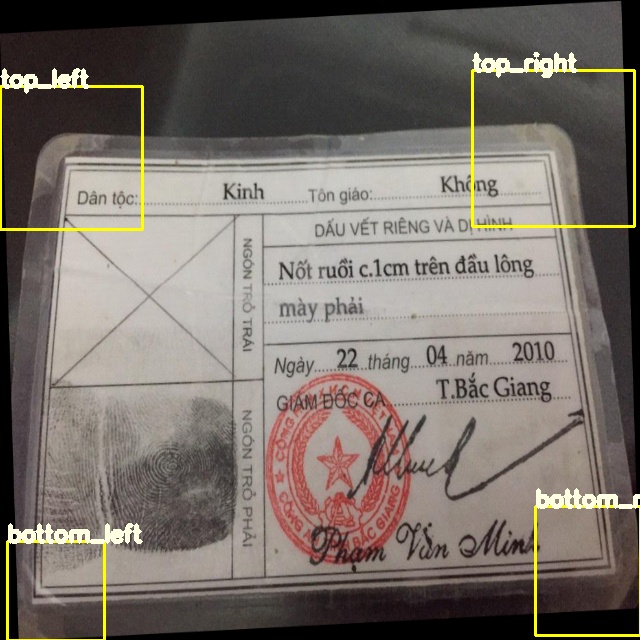 top_left
top_right
Dân tộc: Kinh Tôn giáo: Không
DẤU VẾT RIÊNG VÀ DỊ HÌNH
NGÓN TRỎ TRÁI
Nốt ruồi c.1cm trên đầu lông
mày phải
Ngày 22 tháng 04 năm 2010
GIÁM ĐỐC CA T.Bắc Giang
NGÓN TRỎ PHẢI
CÔNG AN BẮC GIANG
Phạm Văn Minh
bottom_left